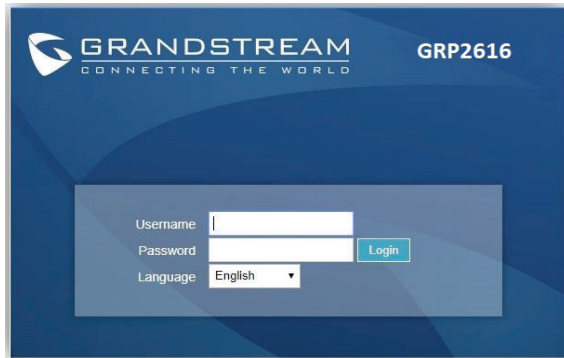 GRANDSTREAM
CONNECTING THE WORLD
GRP2616
Username
Password
Login
Language English